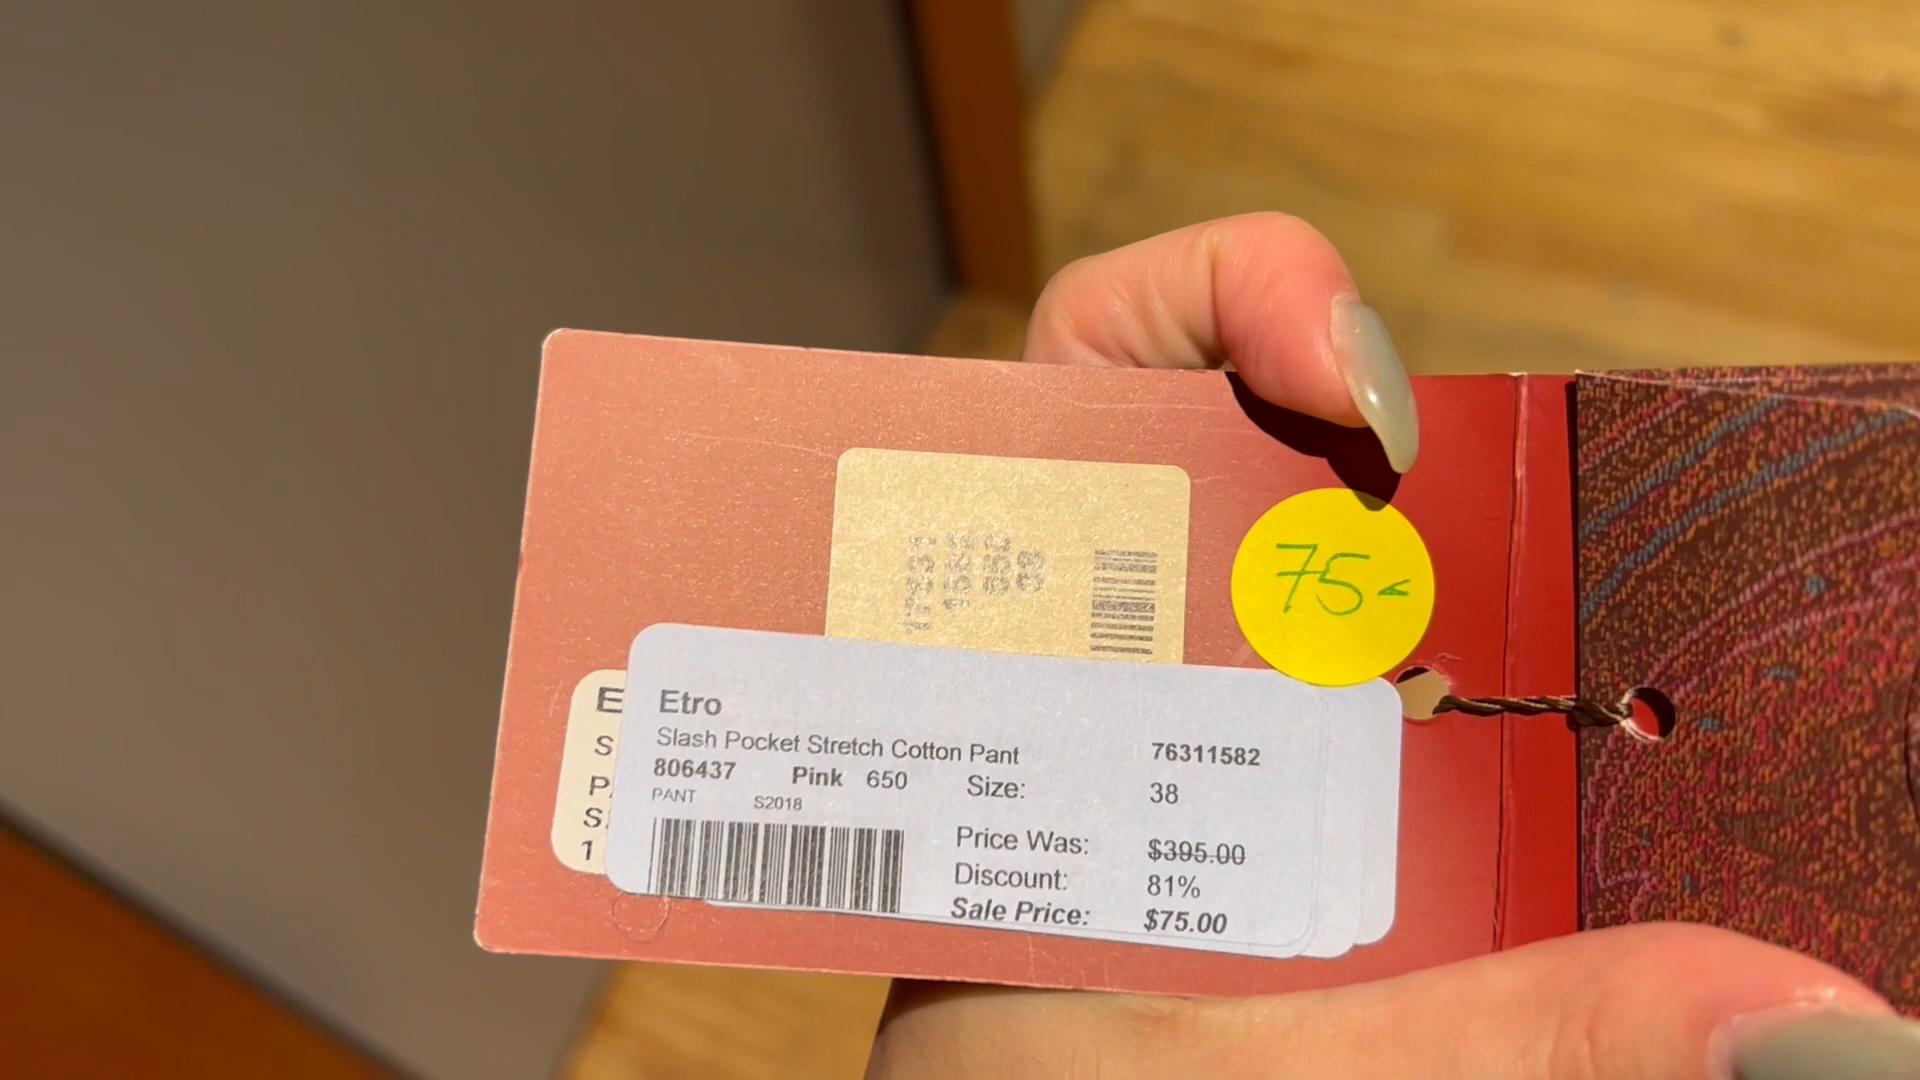 75
Etro
Slash Pocket Stretch Cotton Pant 76311582
806437 Pink 650 Size: 38
PANT S2018
Price Was: $395.00
Discount: 81%
Sale Price: $75.00
E
S
P
S
1